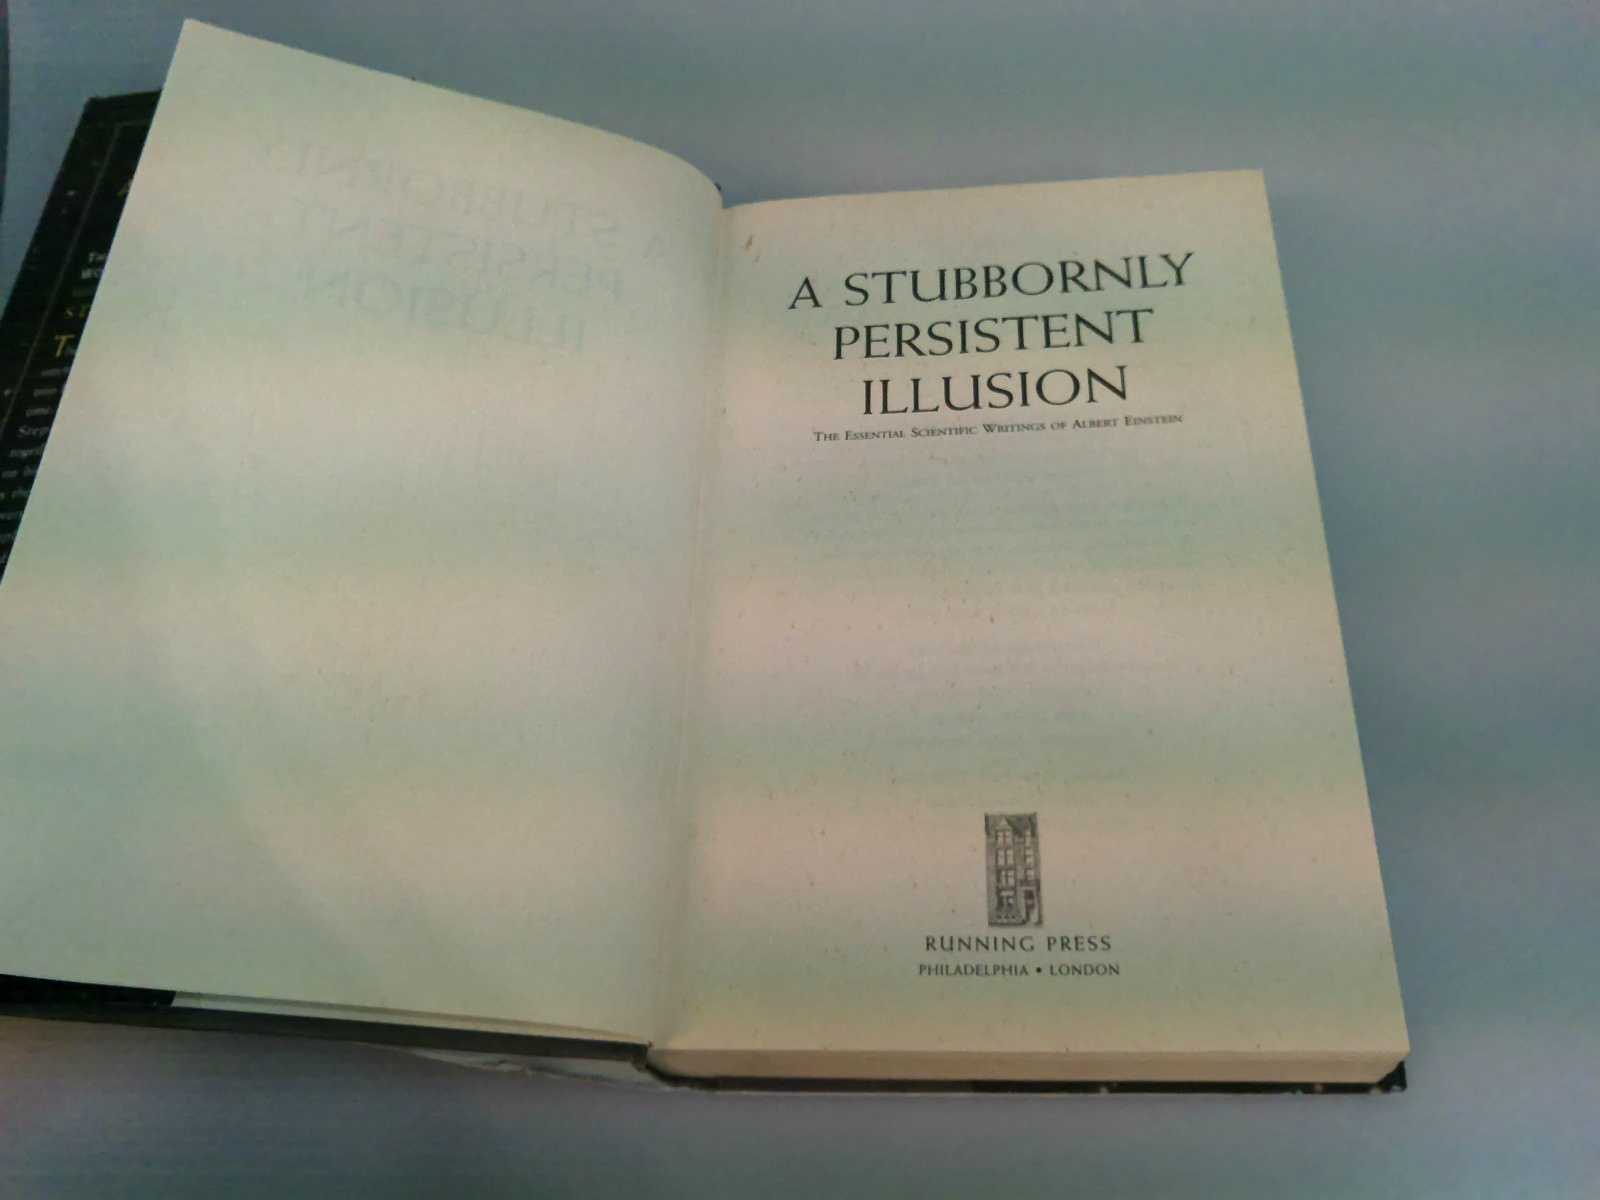 A STUBBORNLY
PERSISTENT
ILLUSION
THE ESSENTIAL SCIENTIFIC WRITINGS OF ALBERT EINSTEIN
RUNNING PRESS
PHILADELPHIA • LONDON